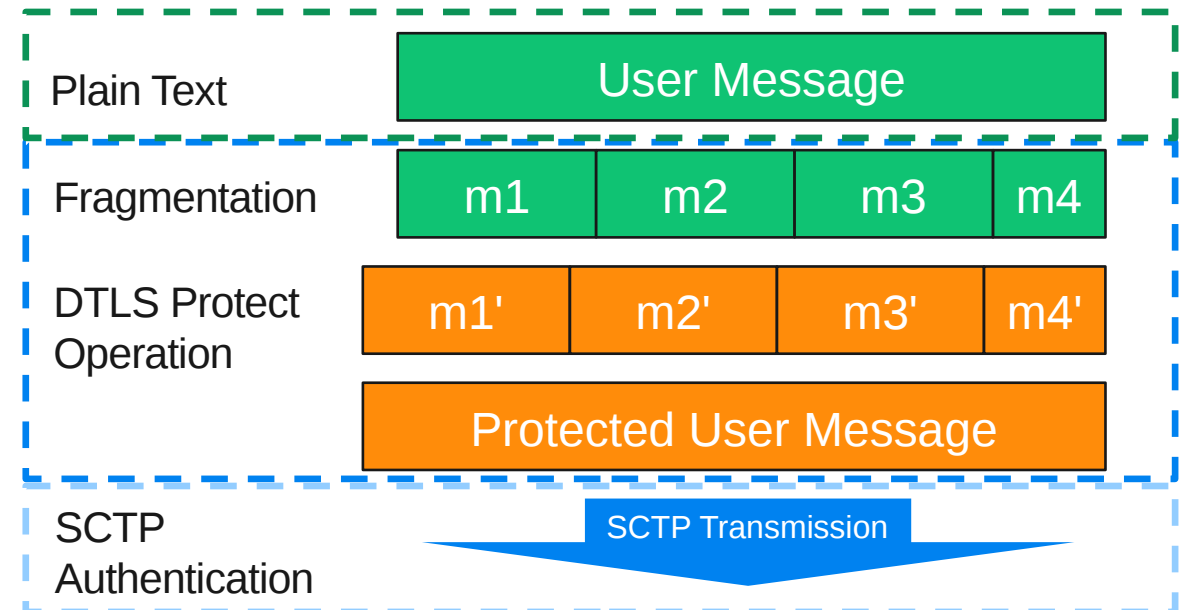 Plain Text
User Message
Fragmentation
m1 m2 m3 m4
DTLS Protect
Operation
m1' m2' m3' m4'
Protected User Message
SCTP
Authentication
SCTP Transmission